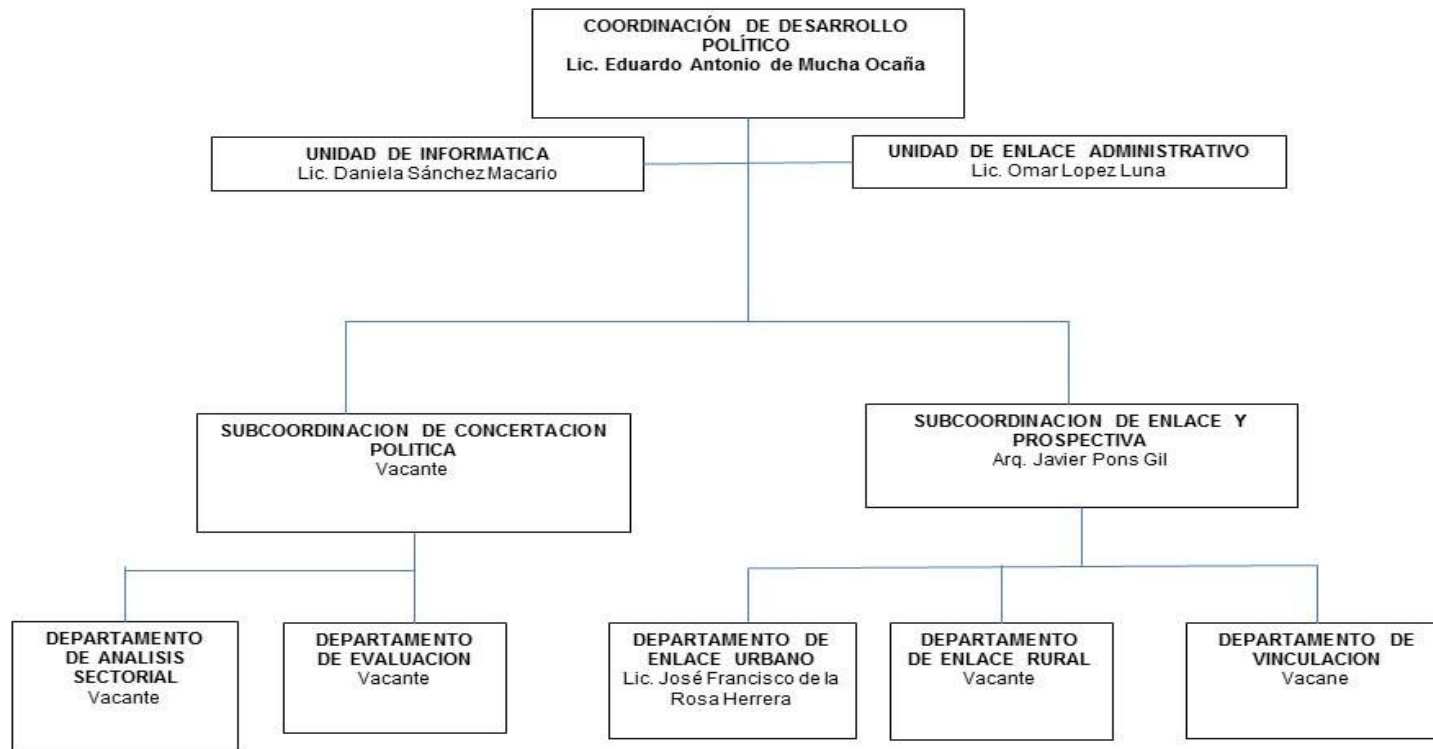 COORDINACIÓN DE DESARROLLO
POLÍTICO
Lic. Eduardo Antonio de Mucha Ocaña
UNIDAD DE INFORMATICA
Lic. Daniela Sánchez Macario
UNIDAD DE ENLACE ADMINISTRATIVO
Lic. Omar Lopez Luna
SUBCOORDINACION DE CONCERTACION
POLITICA
Vacante
SUBCOORDINACION DE ENLACE Y
PROSPECTIVA
Arq. Javier Pons Gil
DEPARTAMENTO
DE ANALISIS
SECTORIAL
Vacante
DEPARTAMENTO
DE EVALUACION
Vacante
DEPARTAMENTO DE
ENLACE URBANO
Lic. José Francisco de la
Rosa Herrera
DEPARTAMENTO
DE ENLACE RURAL
Vacante
DEPARTAMENTO DE
VINCULACION
Vacane